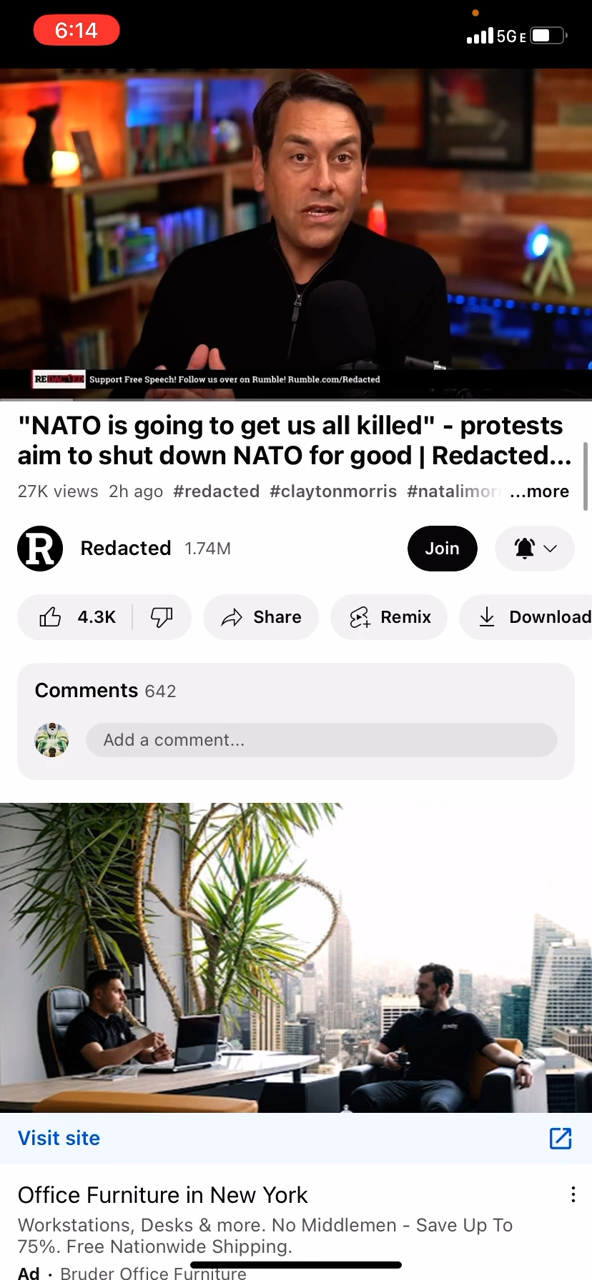 6:14
5GE
REDACTED Support Free Speech! Follow us over on Rumble! Rumble.com/Redacted
"NATO is going to get us all killed" - protests
aim to shut down NATO for good | Redacted...
27K views 2h ago #redacted #claytonmorris #natalimor ...more
R Redacted 1.74M Join
4.3K Share Remix Download
Comments 642
Add a comment...
Visit site
Office Furniture in New York
Workstations, Desks & more. No Middlemen - Save Up To
75%. Free Nationwide Shipping.
Ad · Bruder Office Furniture